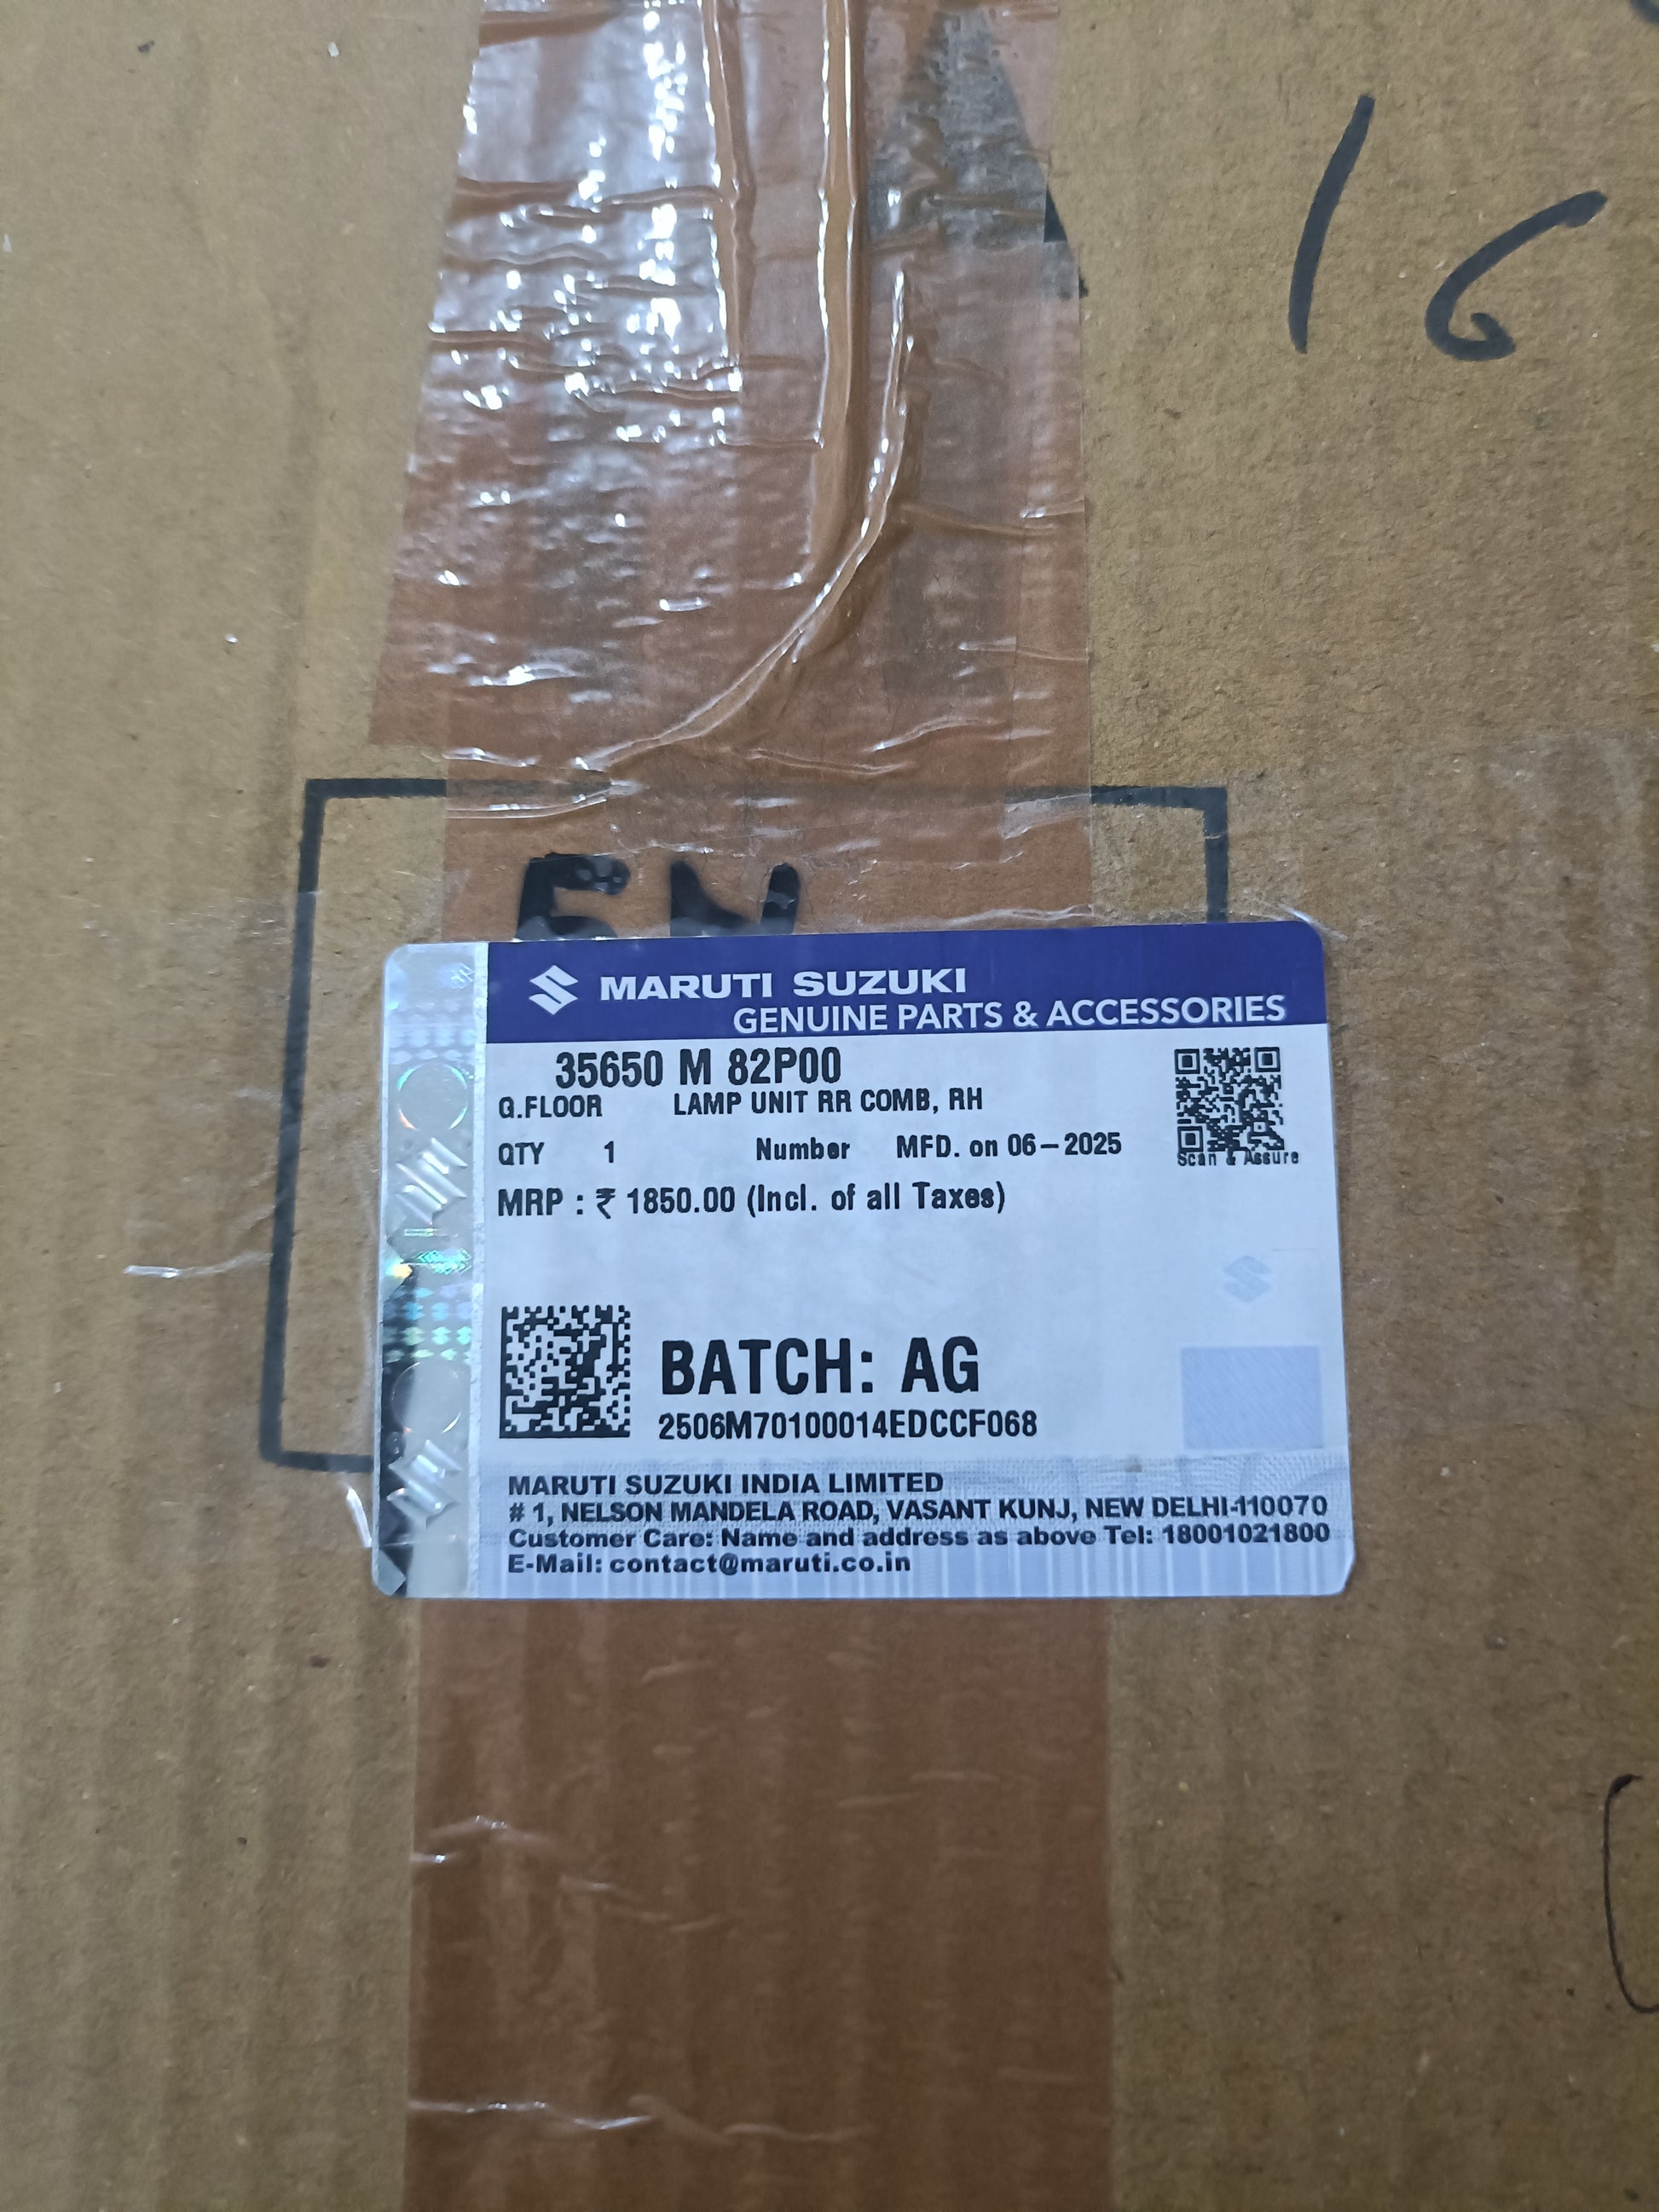 16
MARUTI SUZUKI
GENUINE PARTS & ACCESSORIES
35650 M 82P00
G.FLOOR LAMP UNIT RR COMB, RH
QTY 1 Number MFD. on 06-2025
Scan & Assure
MRP : ₹ 1850.00 (Incl. of all Taxes)
BATCH: AG
2506M70100014EDCCF068
MARUTI SUZUKI INDIA LIMITED
# 1, NELSON MANDELA ROAD, VASANT KUNJ, NEW DELHI-110070
Customer Care: Name and address as above Tel: 18001021800
E-Mail: contact@maruti.co.in